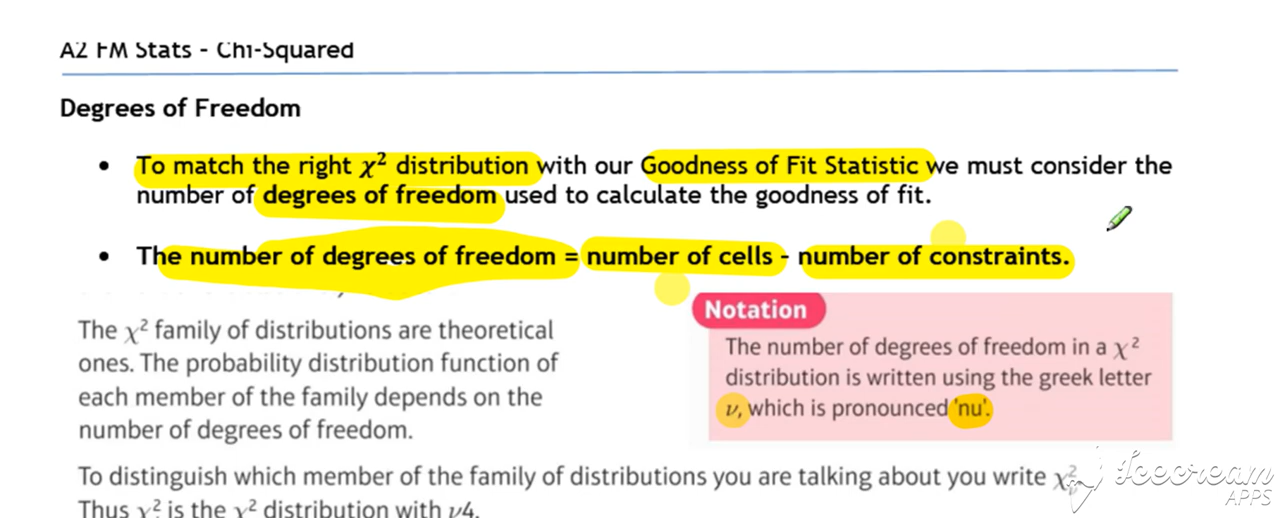 A2 FM Stats - Chi-Squared
Degrees of Freedom
• To match the right χ² distribution with our Goodness of Fit Statistic we must consider the
number of degrees of freedom used to calculate the goodness of fit.
• The number of degrees of freedom = number of cells - number of constraints.
The χ² family of distributions are theoretical
ones. The probability distribution function of
each member of the family depends on the
number of degrees of freedom.
Notation
The number of degrees of freedom in a χ²
distribution is written using the greek letter
ν, which is pronounced 'nu'.
To distinguish which member of the family of distributions you are talking about you write χ²ᵥ
Thus χ² is the χ² distribution with ν4.
Icecream
APPS